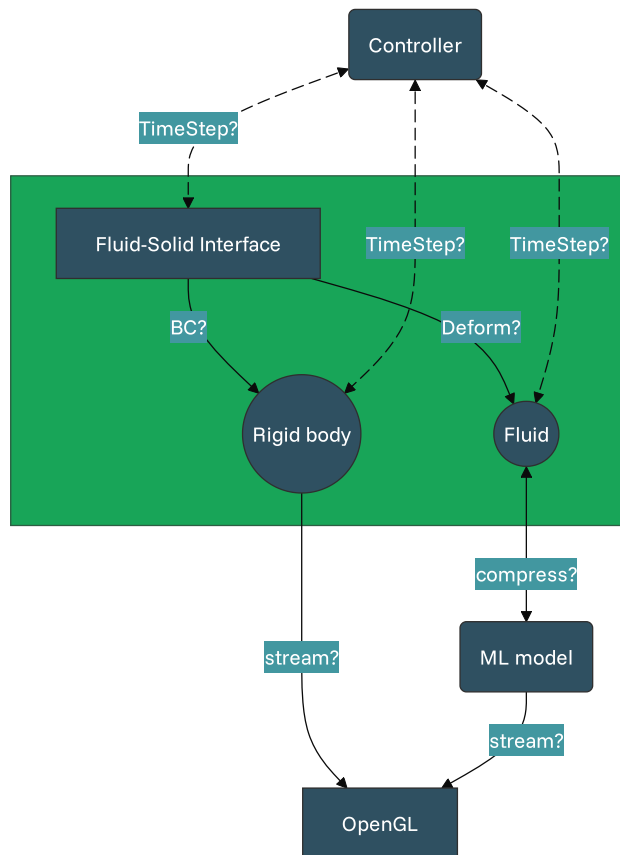 Controller
TimeStep?
Fluid-Solid Interface
TimeStep?
TimeStep?
BC?
Deform?
Rigid body
Fluid
compress?
stream?
ML model
stream?
OpenGL